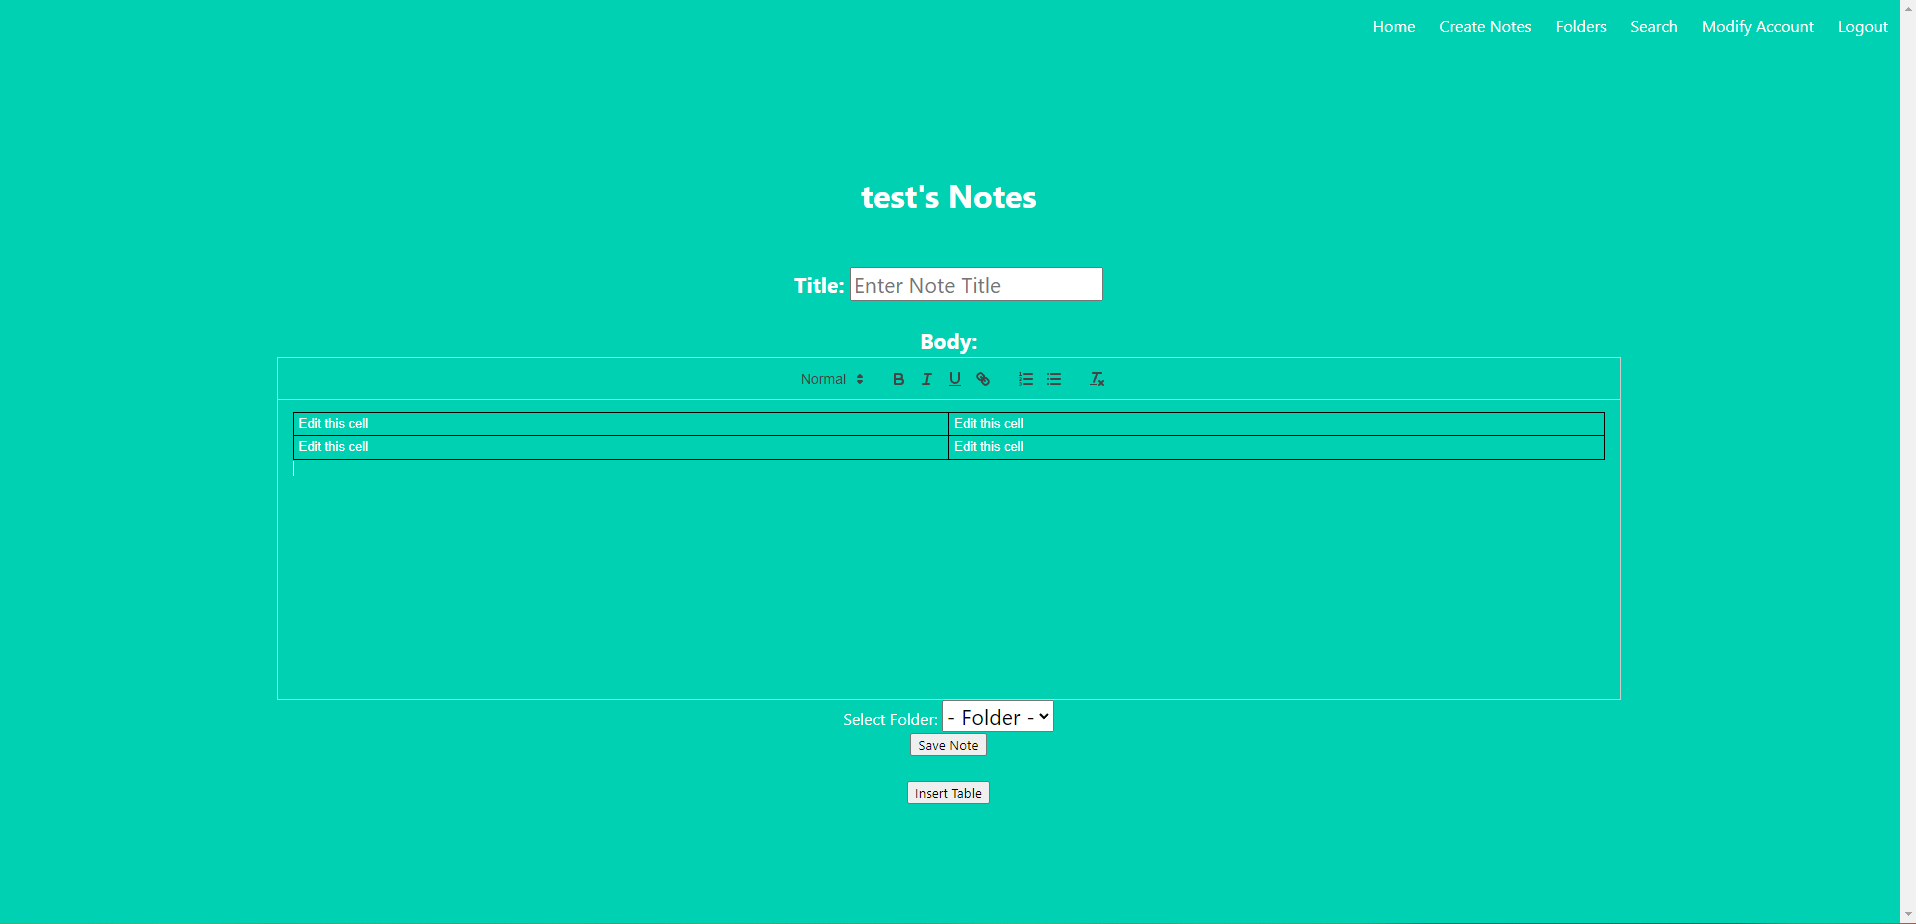 Home Create Notes Folders Search Modify Account Logout
test's Notes
Title: Enter Note Title
Body:
Normal B I U
Edit this cell Edit this cell
Edit this cell Edit this cell
Select Folder: - Folder -
Save Note
Insert Table